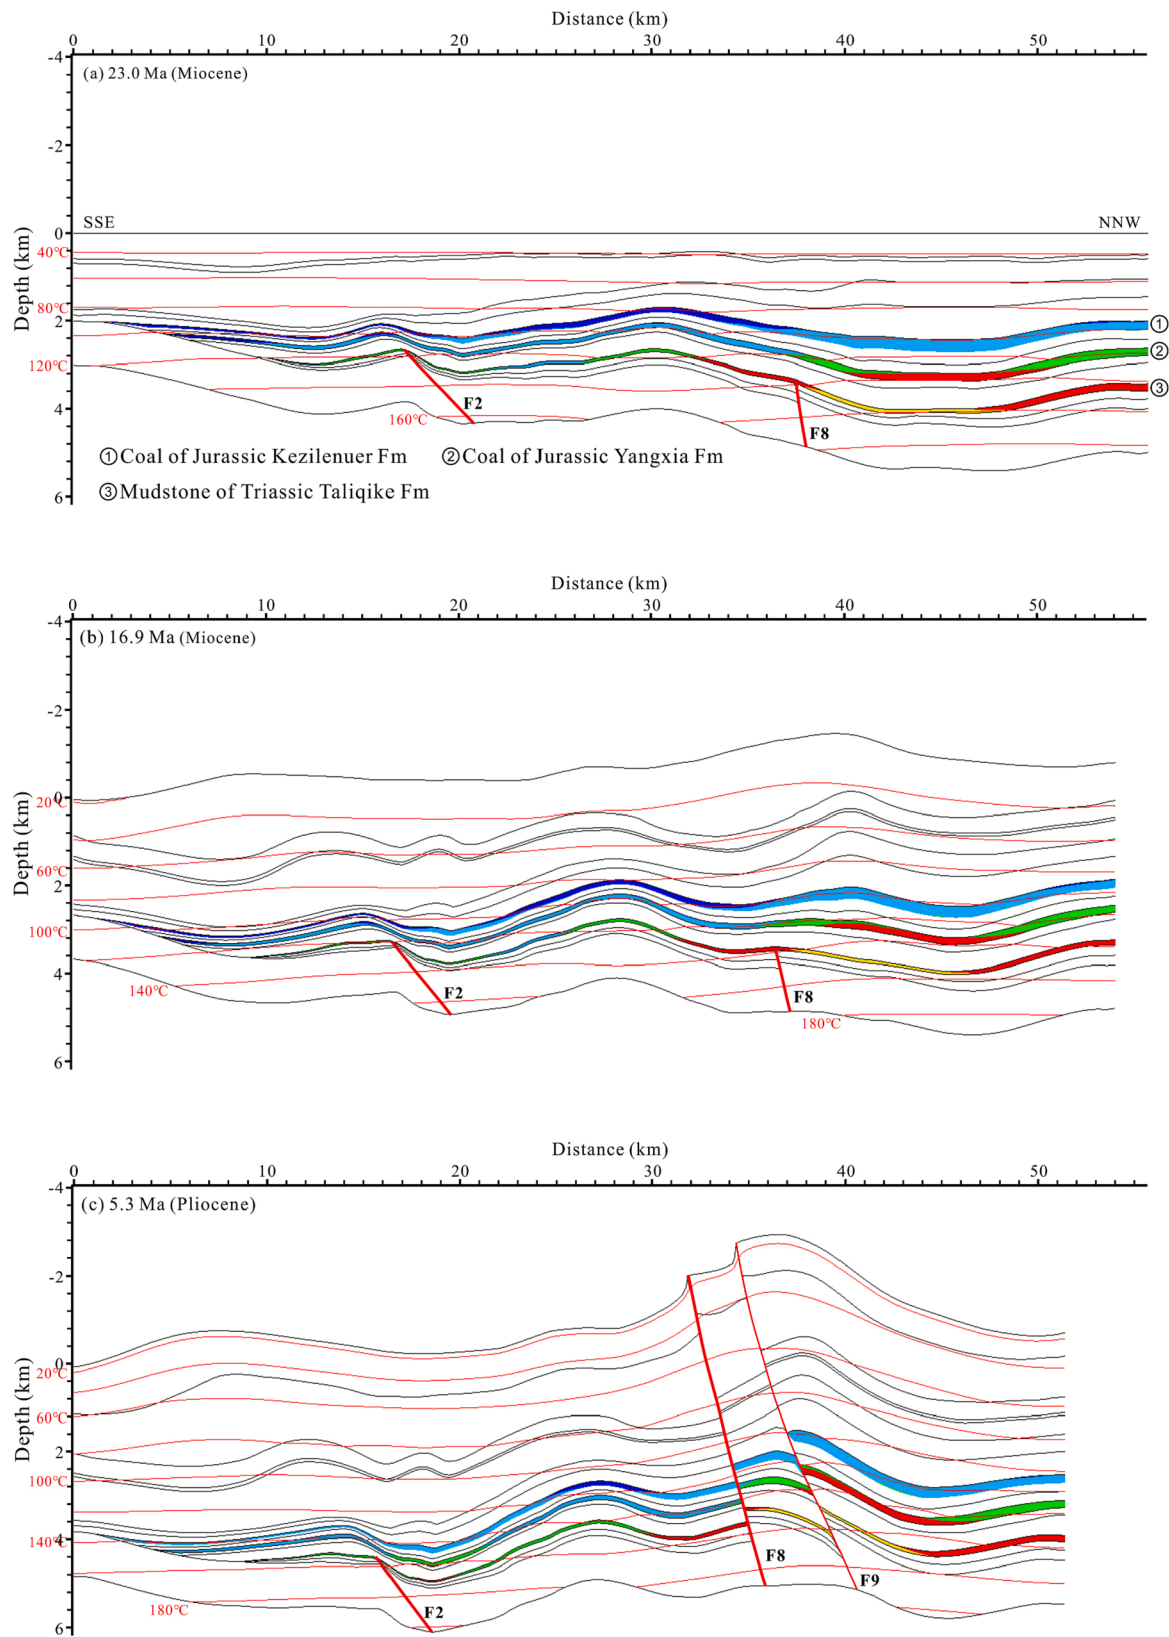 Distance (km)
0 10 20 30 40 50
-4
(a) 23.0 Ma (Miocene)
-2
SSE NNW
0
40℃
Depth (km)
80℃
2
①
②
120℃
③
F2
4
160℃
F8
①Coal of Jurassic Kezilenuer Fm ②Coal of Jurassic Yangxia Fm
③Mudstone of Triassic Taliqike Fm
6
Distance (km)
0 10 20 30 40 50
-4
(b) 16.9 Ma (Miocene)
-2
0
20℃
Depth (km)
60℃
2
100℃
4
140℃
F2
F8
180℃
6
Distance (km)
0 10 20 30 40 50
-4
(c) 5.3 Ma (Pliocene)
-2
0
20℃
Depth (km)
60℃
2
100℃
4
140℃
F8
F9
180℃
F2
6